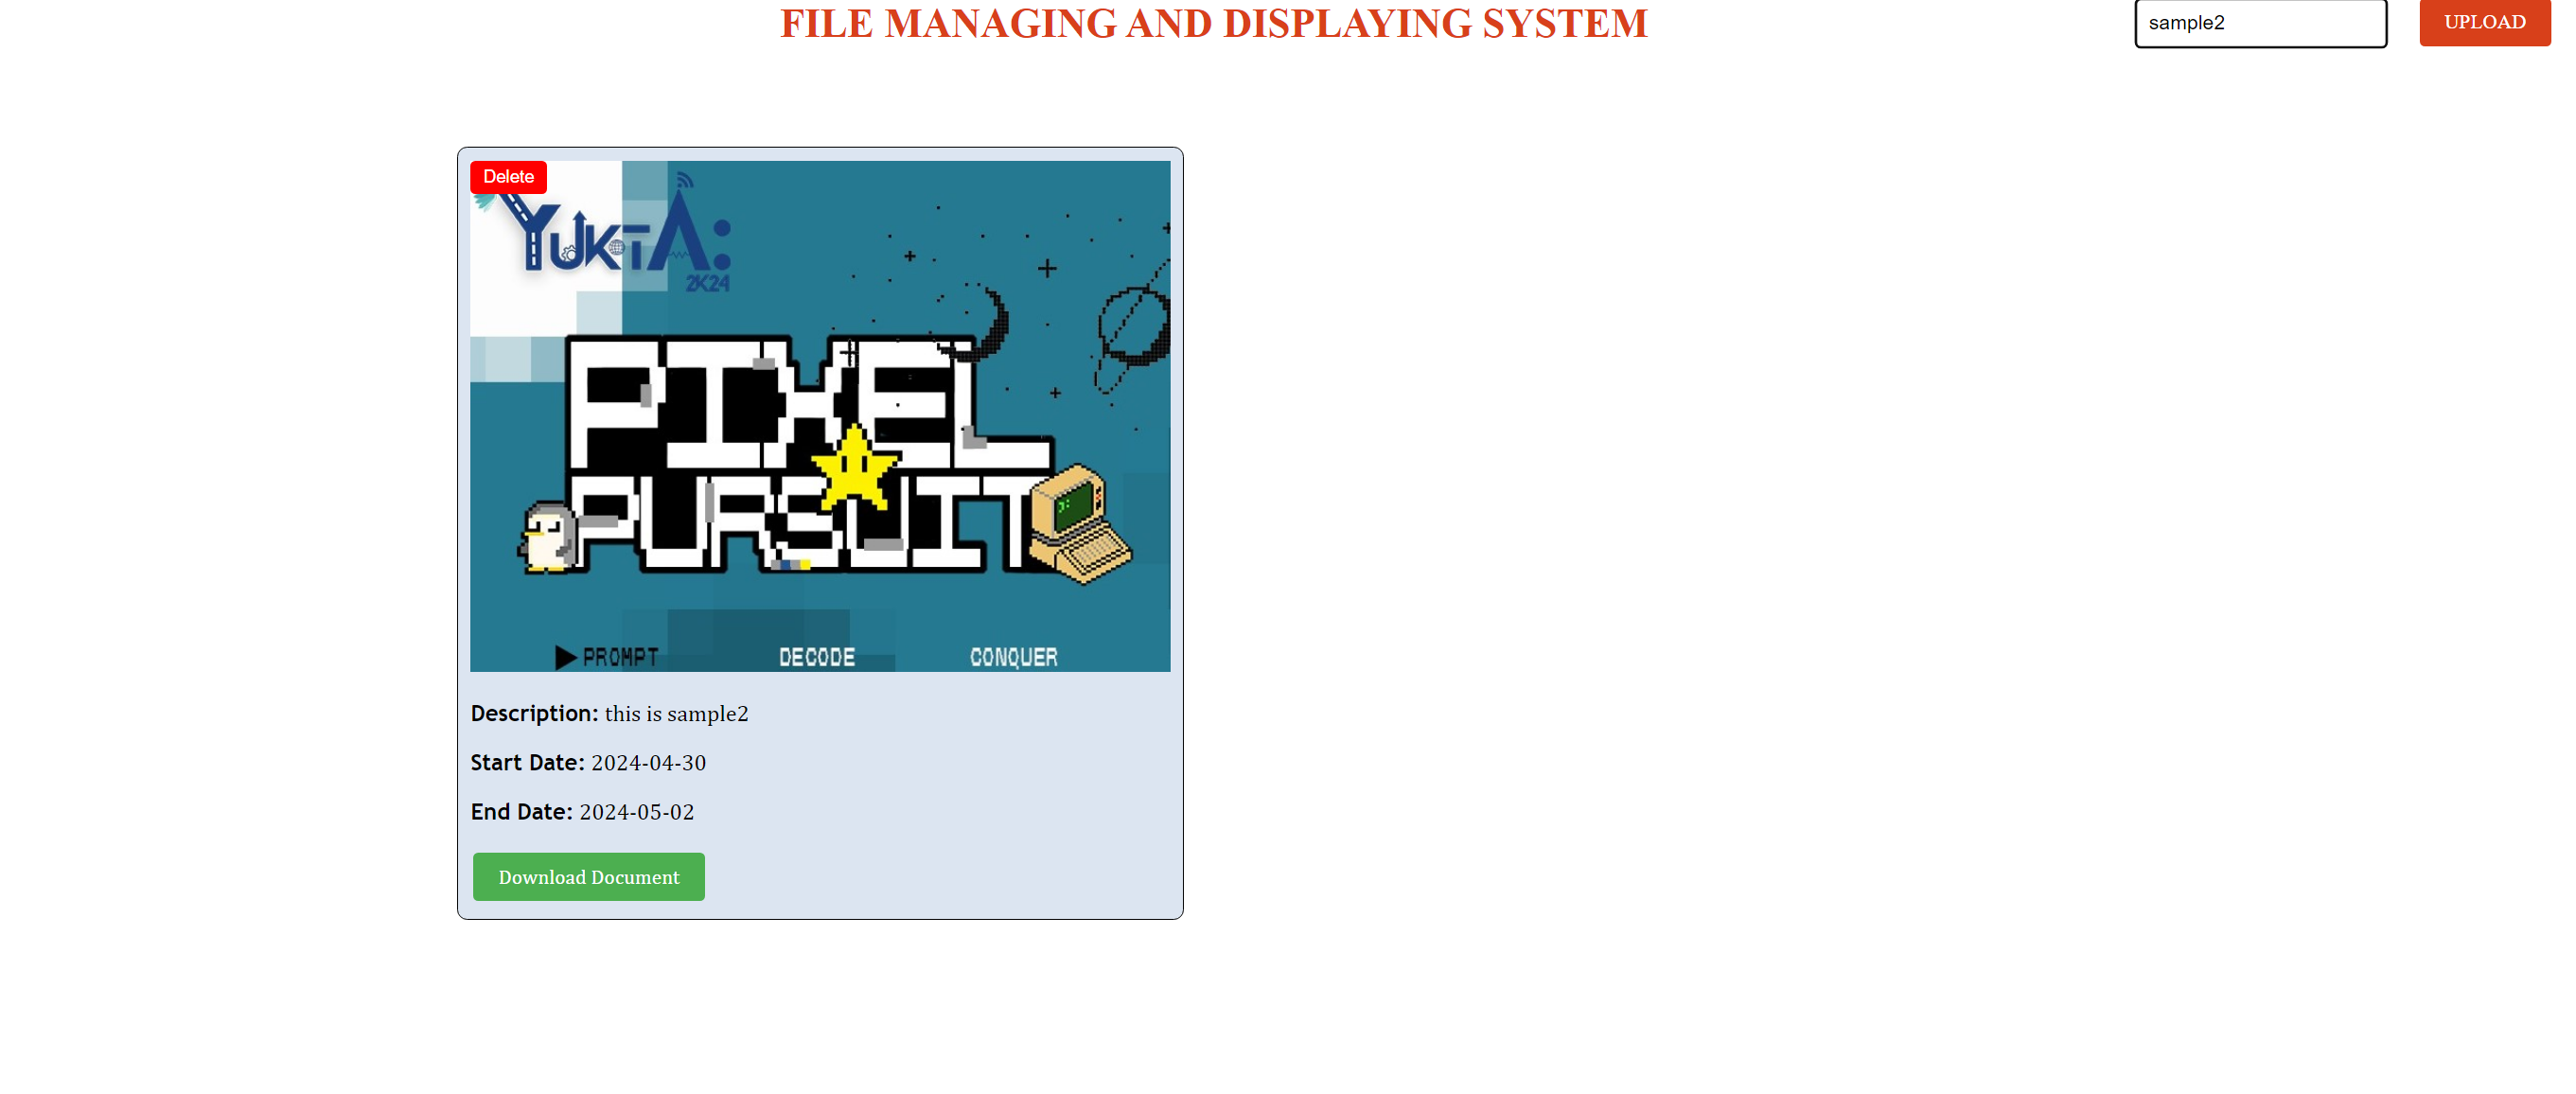 FILE MANAGING AND DISPLAYING SYSTEM
sample2
UPLOAD
Delete
YUKTA:
2K24
PIXEL
PURSUIT
PROMPT DECODE CONQUER
Description: this is sample2
Start Date: 2024-04-30
End Date: 2024-05-02
Download Document